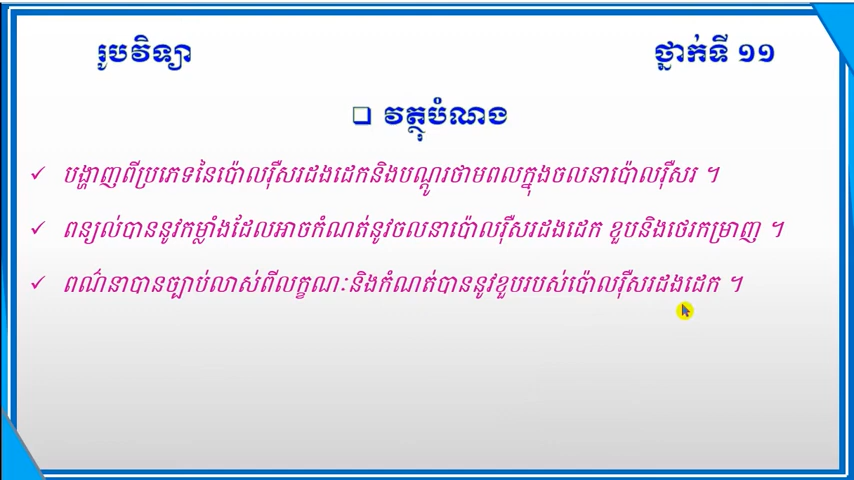 រូបវិទ្យា ថ្នាក់ទី ១១
វត្ថុបំណង
បង្ហាញពីប្រភេទនៃប៉ោលរ៉ឺសរដងដេកនិងបណ្តូរថាមពលក្នុងចលនាប៉ោលរ៉ឺសរ ។
ពន្យល់បាននូវកម្លាំងដែលអាចកំណត់នូវចលនាប៉ោលរ៉ឺសរដងដេក ខួបនិងថេរកម្រាញ ។
ពណ៌នាបានច្បាប់លាស់ពីលក្ខណៈនិងកំណត់បាននូវខួបរបស់ប៉ោលរ៉ឺសរដងដេក ។